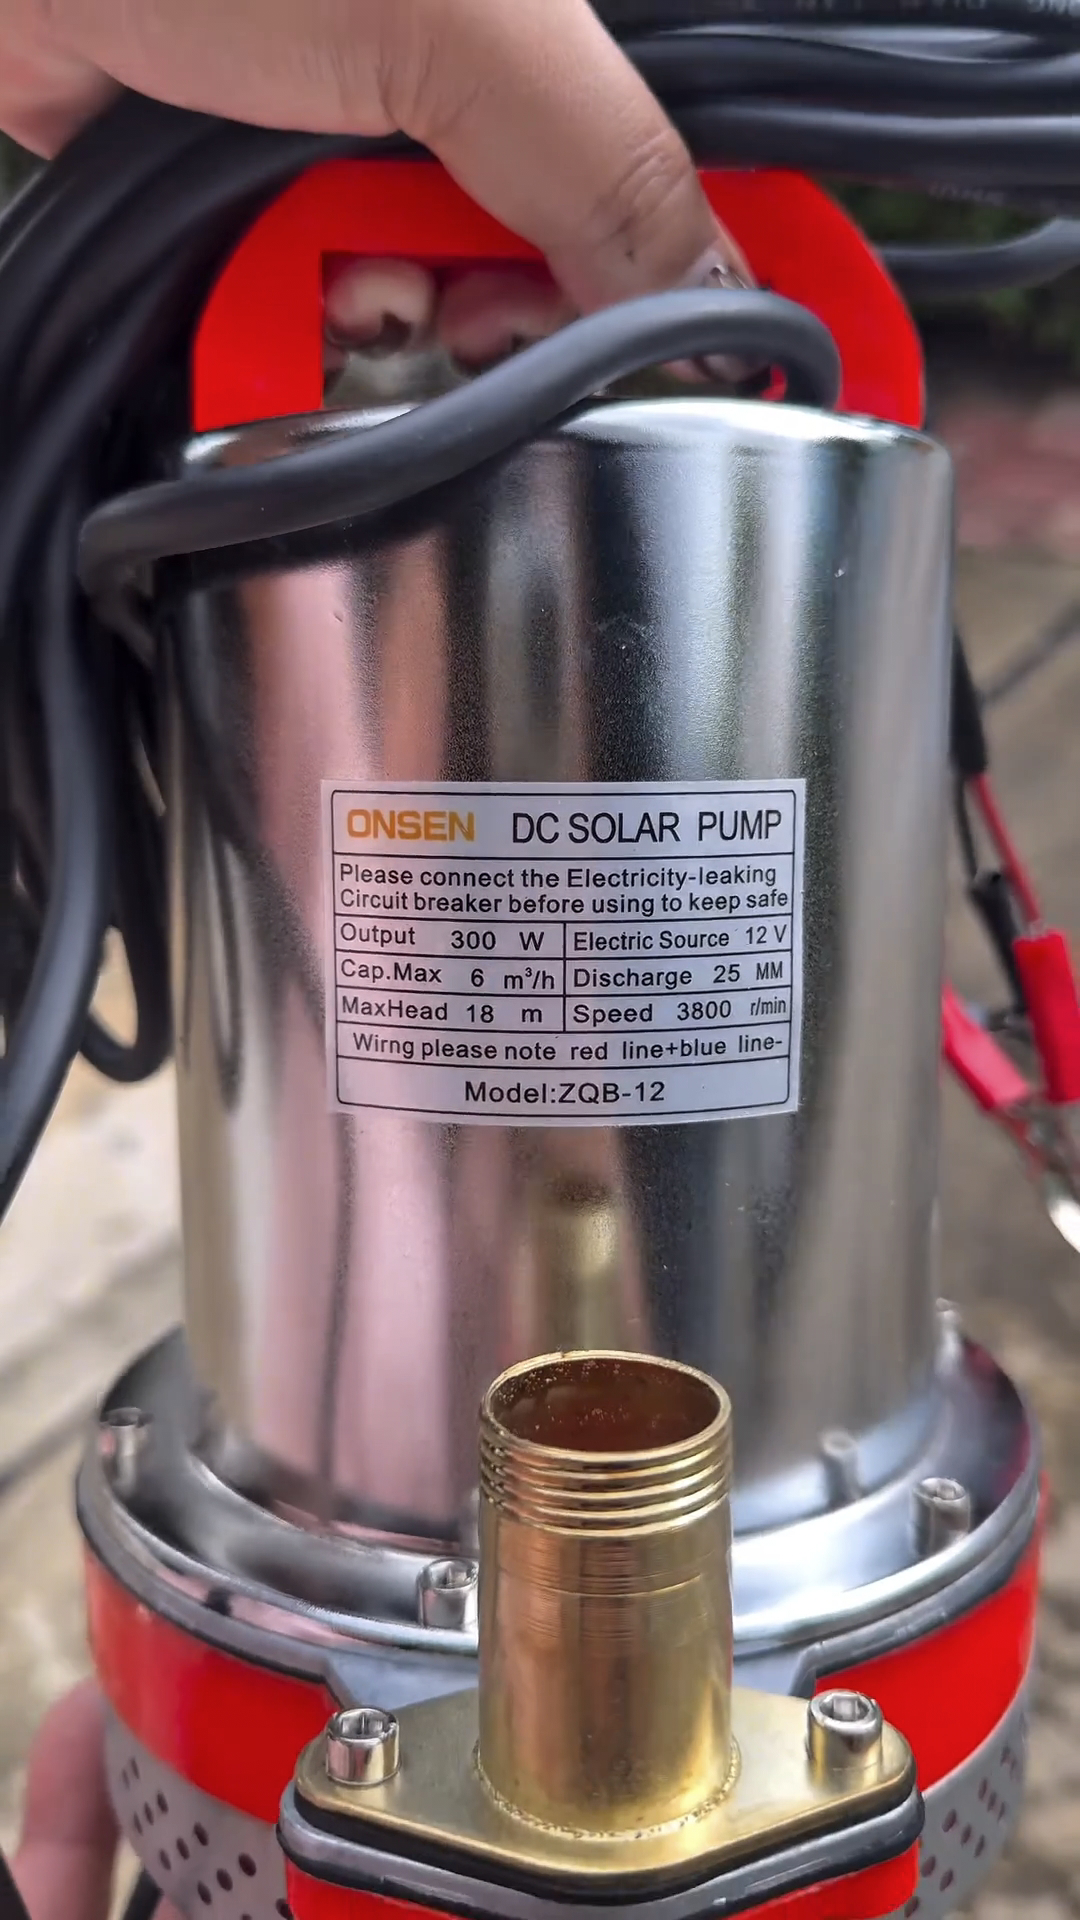 ONSEN DC SOLAR PUMP
Please connect the Electricity-leaking
Circuit breaker before using to keep safe
Output 300 W Electric Source 12 V
Cap.Max 6 m³/h Discharge 25 MM
MaxHead 18 m Speed 3800 r/min
Wirng please note red line+blue line-
Model:ZQB-12